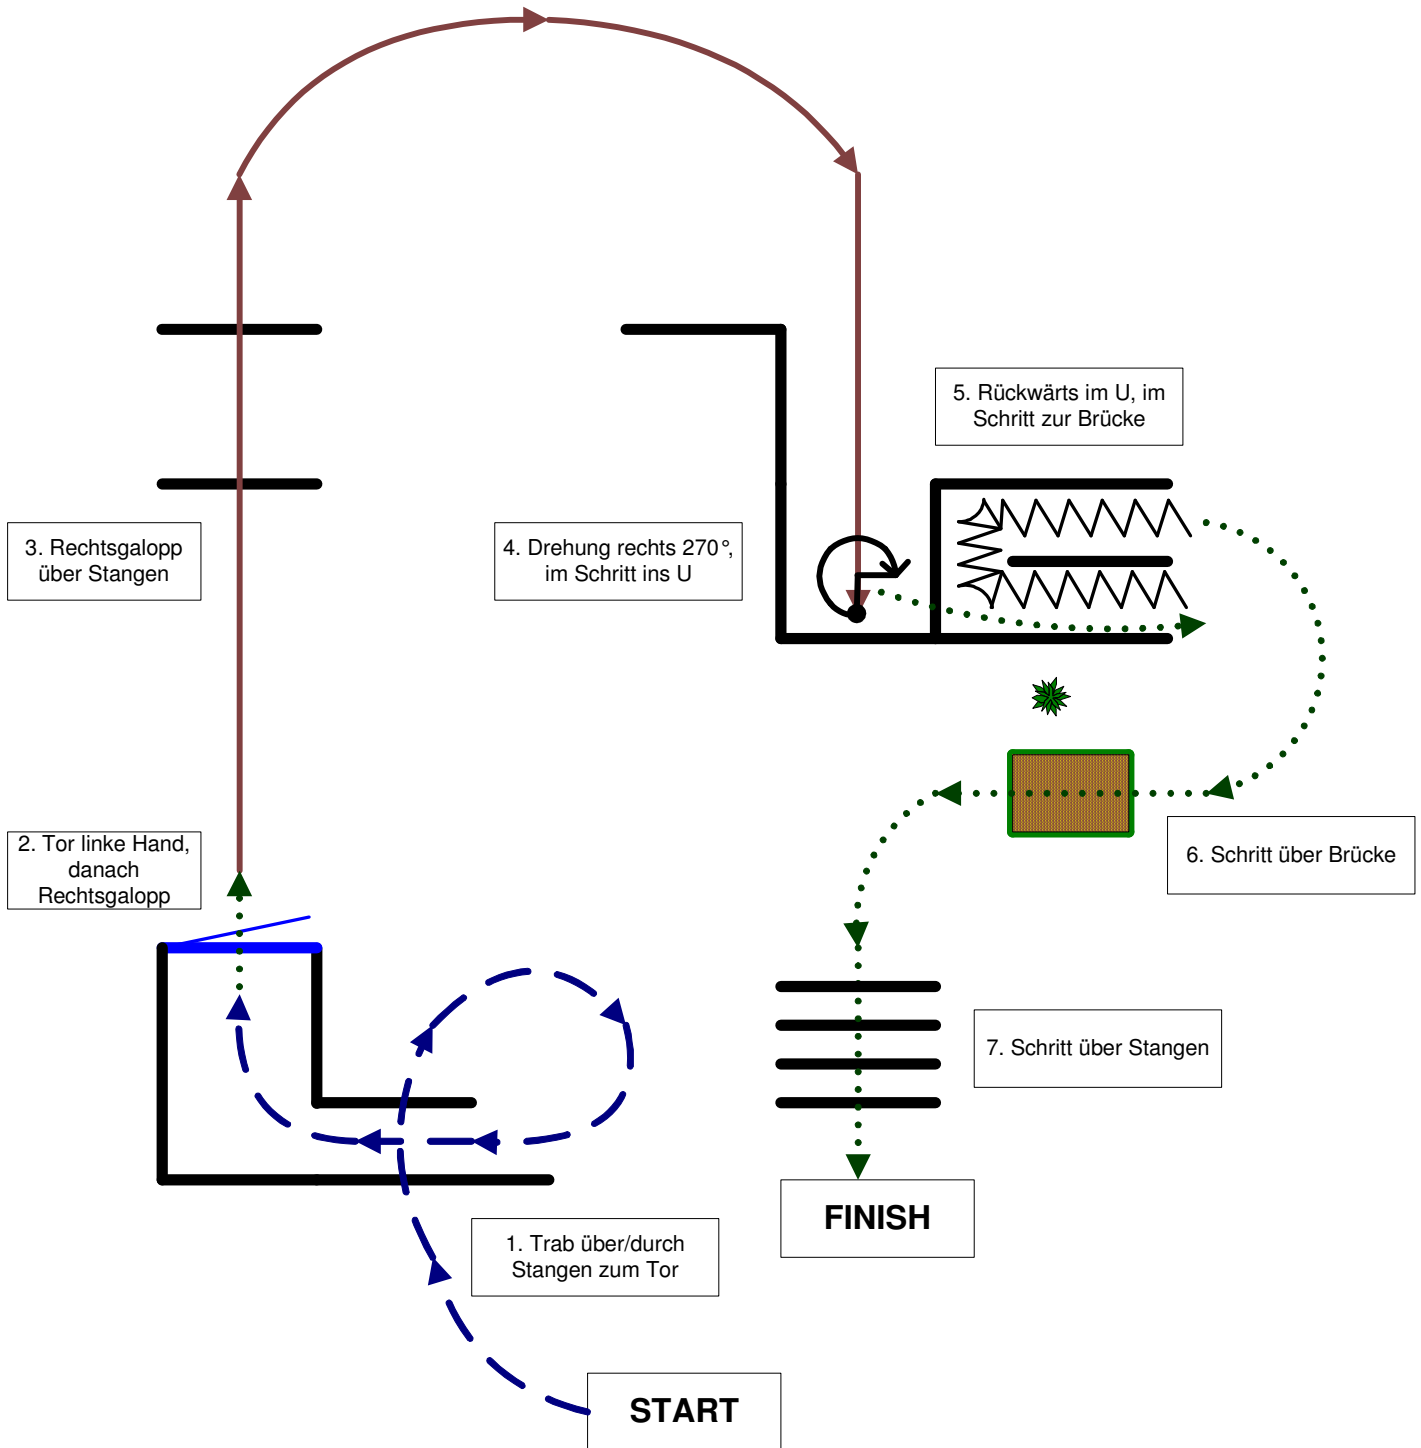 5. Rückwärts im U, im
Schritt zur Brücke
3. Rechtsgalopp
über Stangen
4. Drehung rechts 270°,
im Schritt ins U
2. Tor linke Hand,
danach
Rechtsgalopp
6. Schritt über Brücke
7. Schritt über Stangen
FINISH
1. Trab über/durch
Stangen zum Tor
START